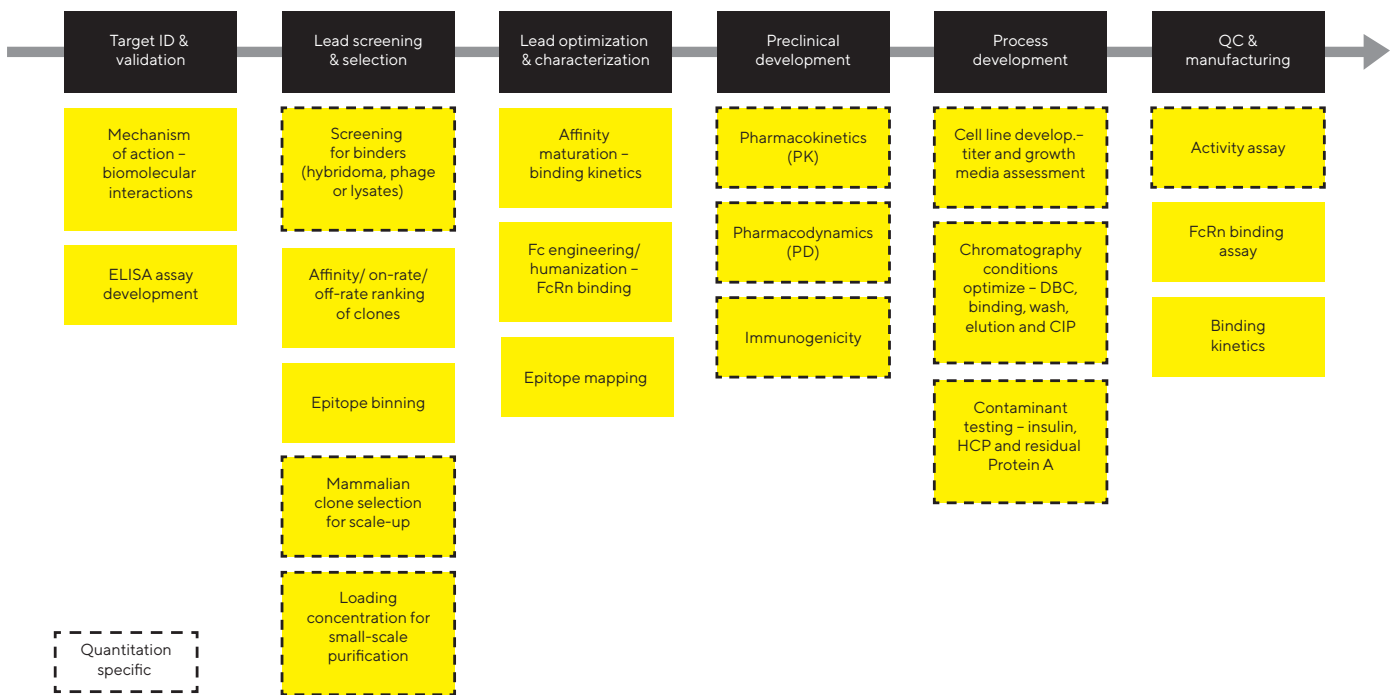 Target ID &
validation
Lead screening
& selection
Lead optimization
& characterization
Preclinical
development
Process
development
QC &
manufacturing
Mechanism
of action –
biomolecular
interactions
ELISA assay
development
Screening
for binders
(hybridoma, phage
or lysates)
Affinity/ on-rate/
off-rate ranking
of clones
Epitope binning
Mammalian
clone selection
for scale-up
Loading
concentration for
small-scale
purification
Affinity
maturation –
binding kinetics
Fc engineering/
humanization –
FcRn binding
Epitope mapping
Pharmacokinetics
(PK)
Pharmacodynamics
(PD)
Immunogenicity
Cell line develop.–
titer and growth
media assessment
Chromatography
conditions
optimize – DBC,
binding, wash,
elution and CIP
Contaminant
testing – insulin,
HCP and residual
Protein A
Activity assay
FcRn binding
assay
Binding
kinetics
Quantitation
specific